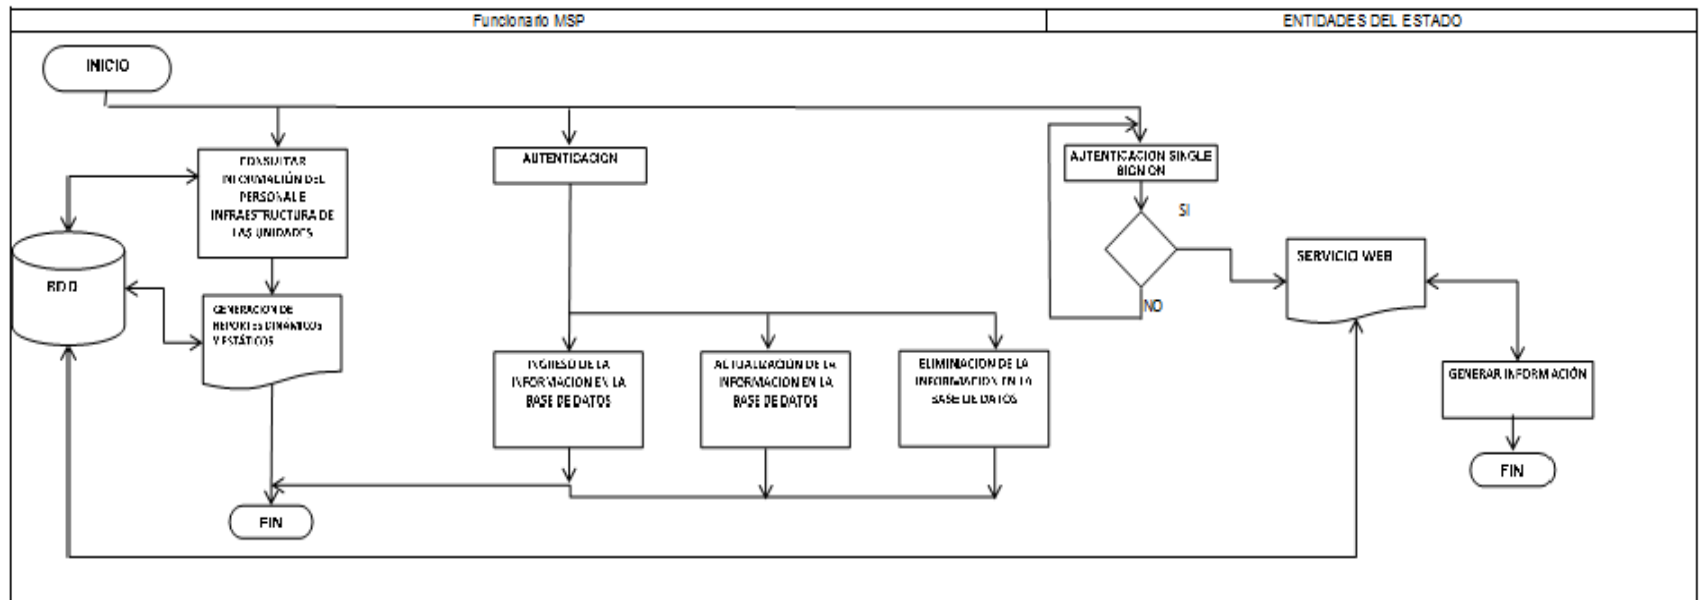 Funcionario MSP
ENTIDADES DEL ESTADO
INICIO
CONSULTAR
INFORMACIÓN DEL
PERSONAL E
INFRAESTRUCTURA DE
LAS UNIDADES
BDD
GENERACION DE
REPORTES DINAMICOS
Y ESTÁTICOS
FIN
AUTENTICACION
INGRESO DE LA
INFORMACION EN LA
BASE DE DATOS
ACTUALIZACIÓN DE LA
INFORMACION EN LA
BASE DE DATOS
ELIMINIACION DE LA
INFORMACION EN LA
BASE DE DATOS
AUTENTICACION SINGLE
SIGN ON
SI
NO
SERVICIO WEB
GENERAR INFORMACIÓN
FIN